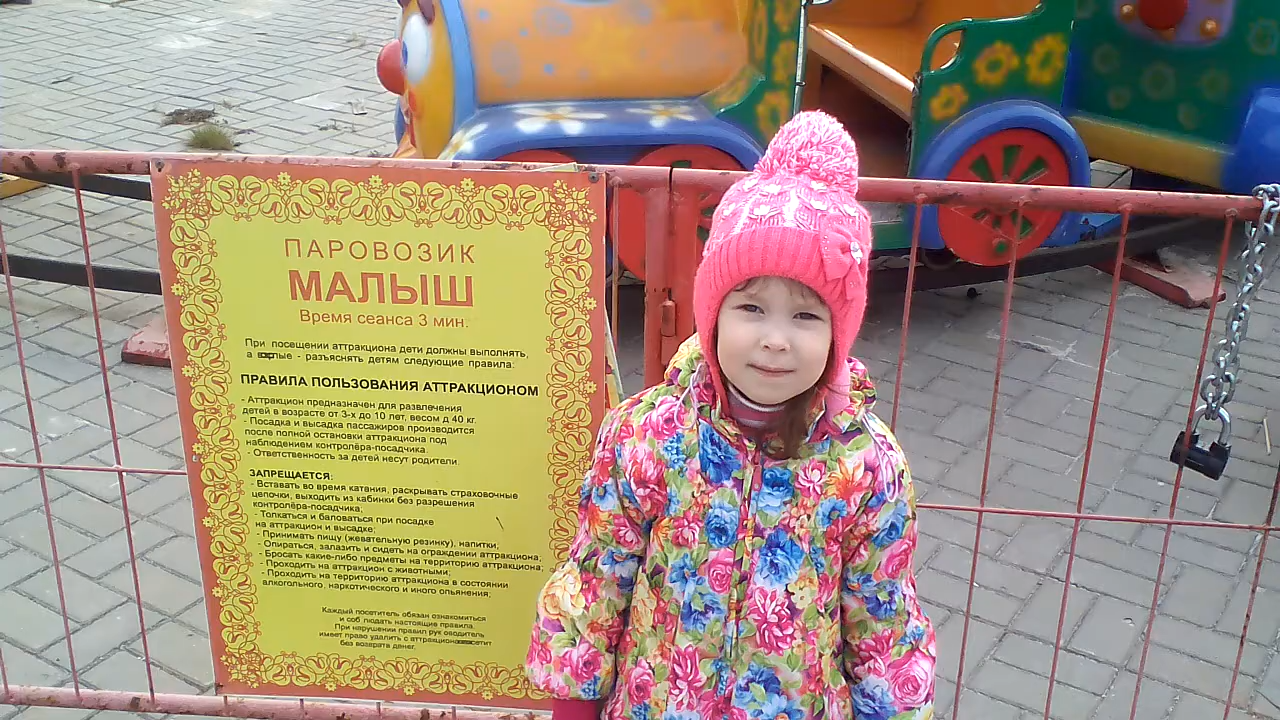 ПАРОВОЗИК
МАЛЫШ
Время сеанса 3 мин.
При посещении аттракциона дети должны выполнять,
а взрослые - разъяснять детям следующие правила:
ПРАВИЛА ПОЛЬЗОВАНИЯ АТТРАКЦИОНОМ
- Аттракцион предназначен для развлечения
детей в возрасте от 3-х до 10 лет, весом д 40 кг.
- Посадка и высадка пассажиров производится
после полной остановки аттракциона под
наблюдением контролёра-посадчика.
- Ответственность за детей несут родители.
ЗАПРЕЩАЕТСЯ:
- Вставать во время катания, раскрывать страховочные
цепочки, выходить из кабинки без разрешения
контролёра-посадчика;
- Толкаться и баловаться при посадке
на аттракцион и высадке;
- Принимать пищу (жевательную резинку), напитки;
- Опираться, залазить и сидеть на ограждении аттракциона;
- Бросать какие-либо предметы на территорию аттракциона;
- Проходить на аттракцион с животными;
- Проходить на территорию аттракциона в состоянии
алкогольного, наркотического и иного опьянения;
Каждый посетитель обязан ознакомиться
и соб людать настоящие правила.
При нарушении правил рук оводитель
имеет право удалить с аттракциона
без возврата денег.